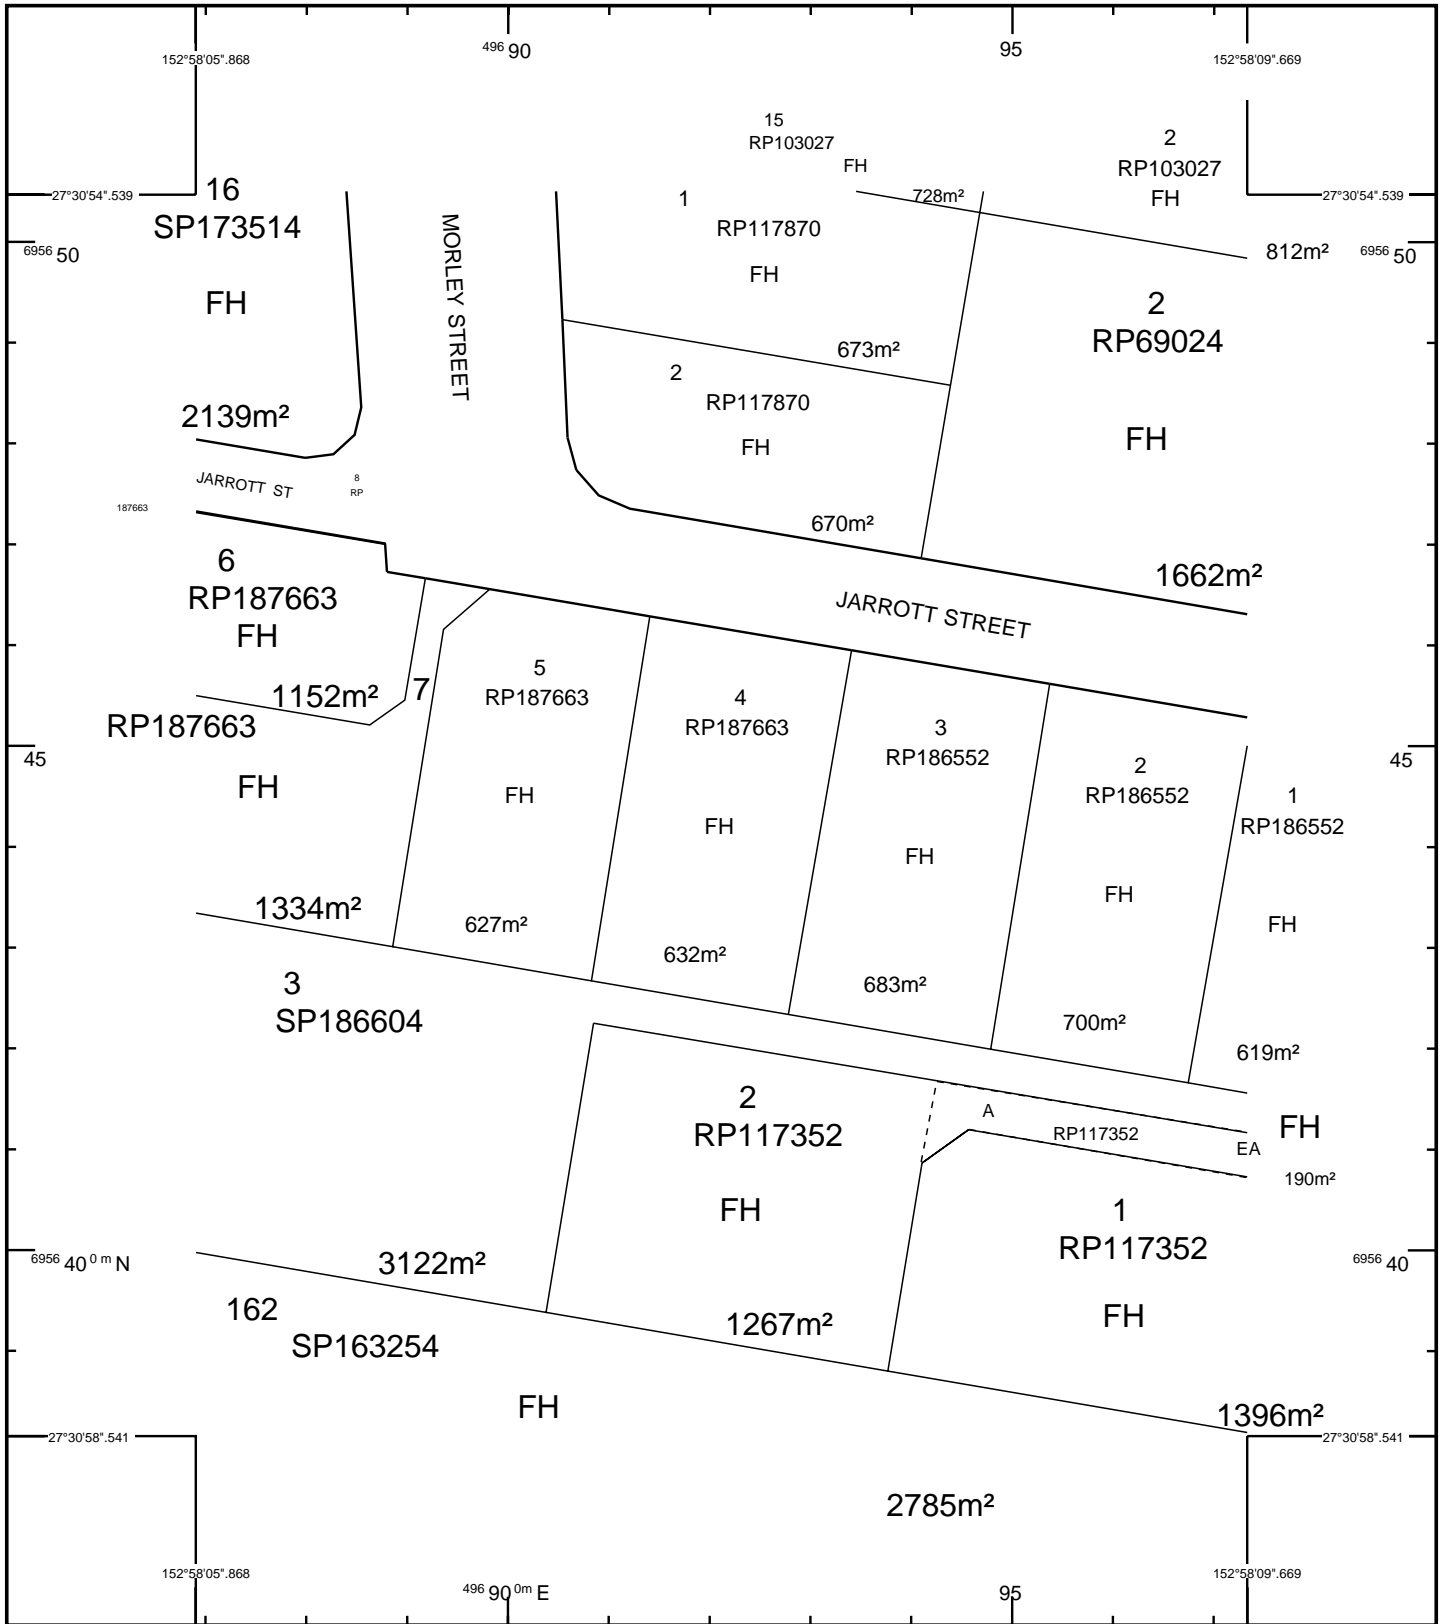 496 90
95
152°58'05".868
152°58'09".669
15
RP103027
FH
728m²
2
RP103027
FH
812m²
27°30'54".539
27°30'54".539
16
SP173514
FH
2139m²
6956 50
6956 50
MORLEY STREET
1
RP117870
FH
673m²
2
RP69024
FH
1662m²
2
RP117870
FH
670m²
JARROTT ST
8
RP
187663
JARROTT STREET
6
RP187663
FH
1152m²
7
RP187663
FH
1334m²
45
45
5
RP187663
FH
627m²
4
RP187663
FH
632m²
3
RP186552
FH
683m²
2
RP186552
FH
700m²
1
RP186552
FH
619m²
3
SP186604
FH
3122m²
2
RP117352
FH
1267m²
A
RP117352
EA
190m²
1
RP117352
FH
1396m²
6956 40 0 m N
6956 40
162
SP163254
FH
2785m²
27°30'58".541
27°30'58".541
152°58'05".868
152°58'09".669
496 90 0m E
95